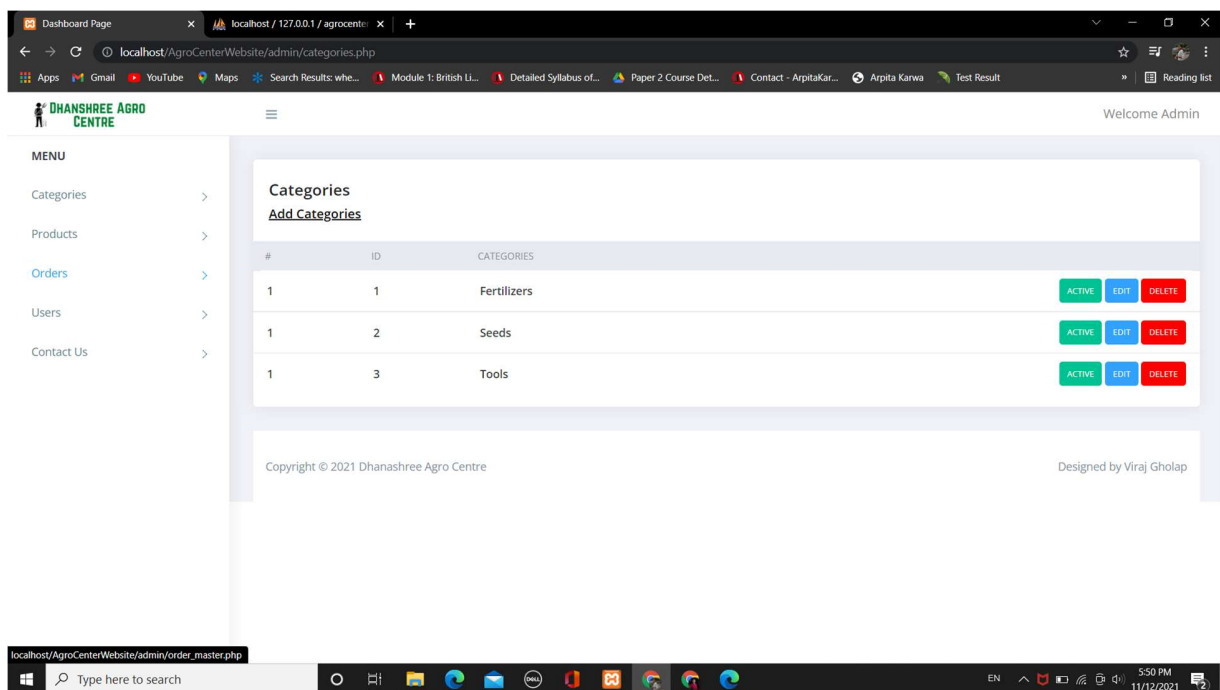 Dashboard Page
localhost / 127.0.0.1 / agrocenter
localhost/AgroCenterWebsite/admin/categories.php
Apps Gmail YouTube Maps Search Results: whe... Module 1: British Li... Detailed Syllabus of... Paper 2 Course Det... Contact - ArpitaKar... Arpita Karwa Test Result » Reading list
DHANSHREE AGRO
CENTRE
Welcome Admin
MENU
Categories
Products
Orders
Users
Contact Us
Categories
Add Categories
# ID CATEGORIES
1 1 Fertilizers ACTIVE EDIT DELETE
1 2 Seeds ACTIVE EDIT DELETE
1 3 Tools ACTIVE EDIT DELETE
Copyright © 2021 Dhanashree Agro Centre Designed by Viraj Gholap
localhost/AgroCenterWebsite/admin/order_master.php
Type here to search
DELL
EN
5:50 PM
11/12/2021
2